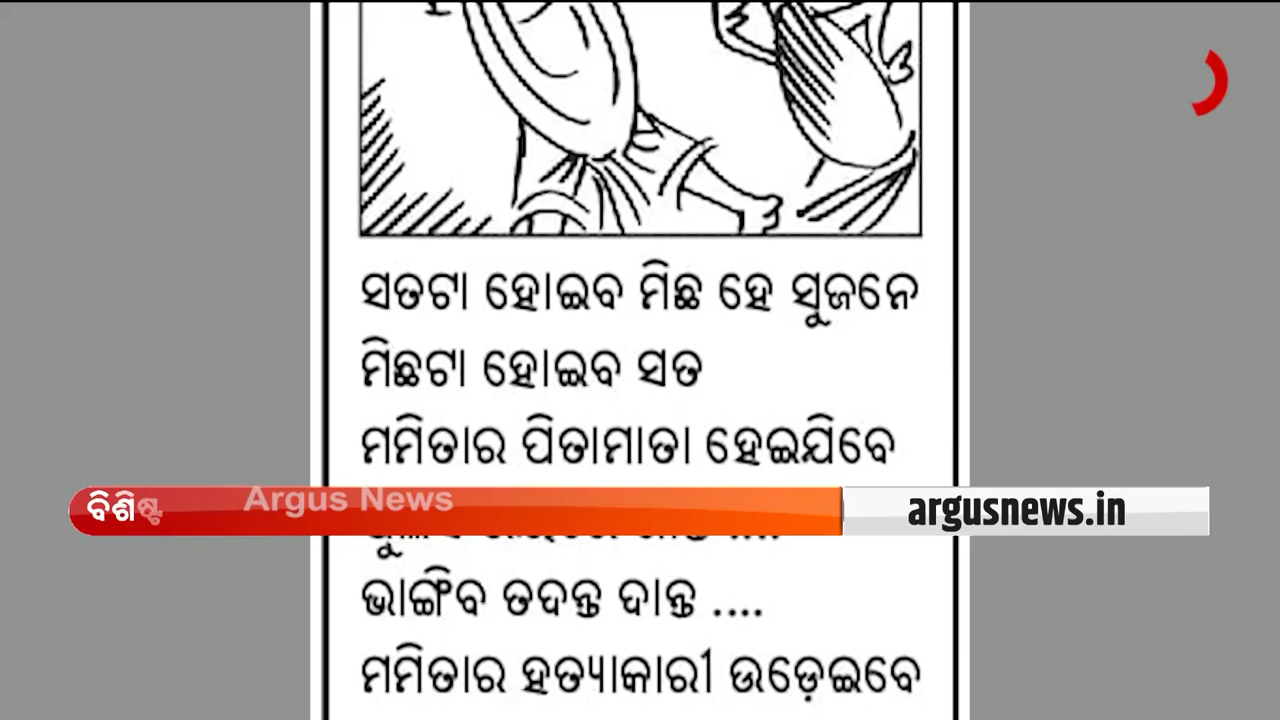 ସତଟା ହୋଇବ ମିଛ ହେ ସୁଜନେ
ମିଛଟା ହୋଇବ ସତ
ମମିତାର ପିତାମାତା ହେଇଯିବେ
ବିଶିଷ୍ଟ Argus News argusnews.in
ଭାଙ୍ଗିବ ତଦନ୍ତ ଦାନ୍ତ ....
ମମିତାର ହତ୍ୟାକାରୀ ଉଡ଼େଇବେ